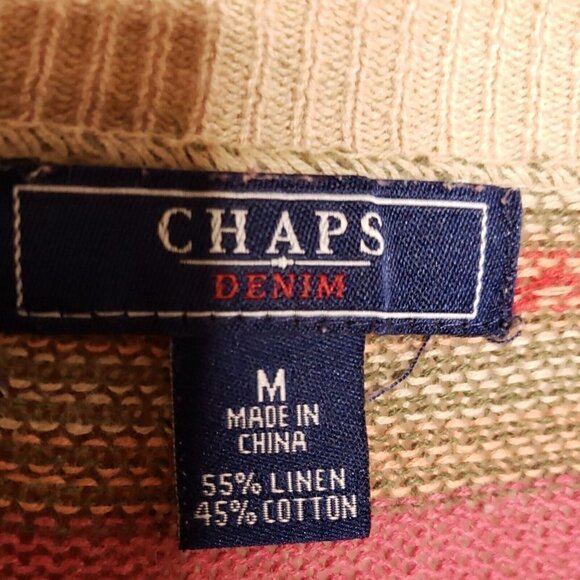 CHAPS
DENIM
M
MADE IN
CHINA
55% LINEN
45% COTTON